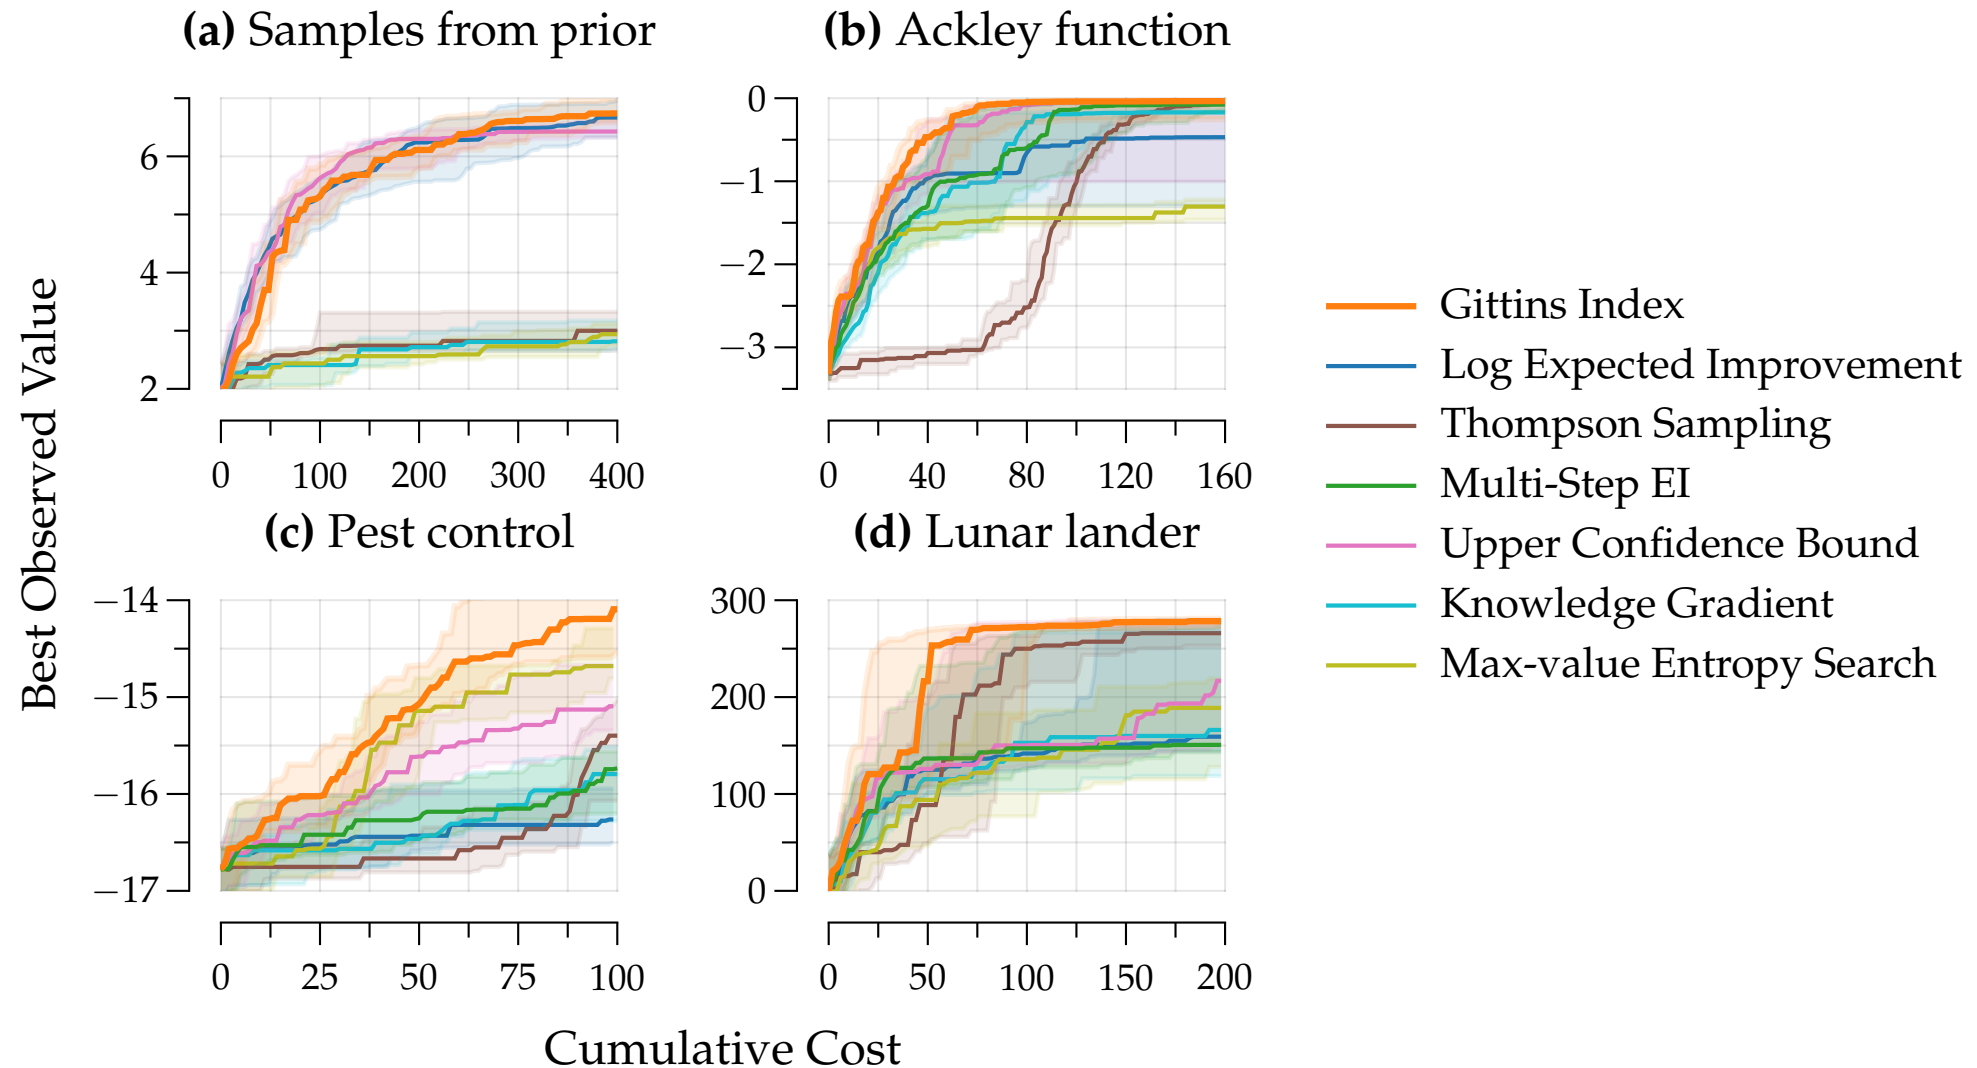 (a) Samples from prior
(b) Ackley function
6
4
2
0 100 200 300 400
0
−1
−2
−3
0 40 80 120 160
(c) Pest control
(d) Lunar lander
−14
−15
−16
−17
0 25 50 75 100
300
200
100
0
0 50 100 150 200
Best Observed Value
Cumulative Cost
Gittins Index
Log Expected Improvement
Thompson Sampling
Multi-Step EI
Upper Confidence Bound
Knowledge Gradient
Max-value Entropy Search